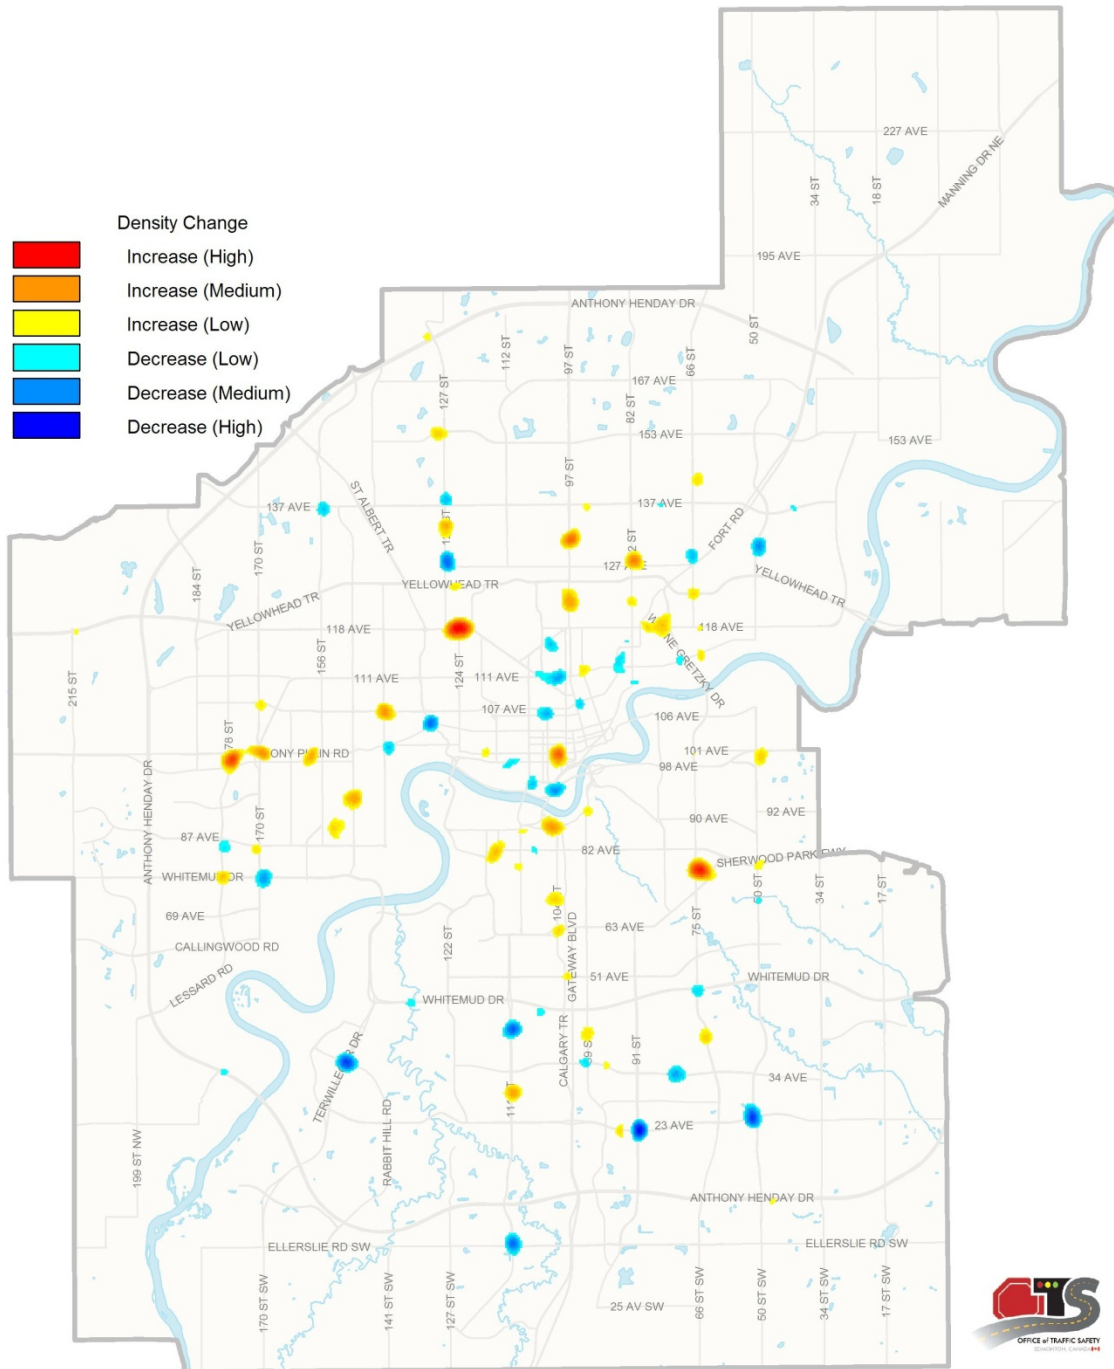 227 AVE
MANNING DR NE
34 ST
18 ST
Density Change
Increase (High)
195 AVE
Increase (Medium)
ANTHONY HENDAY DR
Increase (Low)
50 ST
112 ST
97 ST
66 ST
Decrease (Low)
167 AVE
127 ST
Decrease (Medium)
82 ST
Decrease (High)
153 AVE
153 AVE
97 ST
137 AVE
ST ALBERT TR
137 AVE
FORT RD
170 ST
184 ST
127 AVE
YELLOWHEAD TR
YELLOWHEAD TR
YELLOWHEAD TR
118 AVE
118 AVE
156 ST
124 ST
GRETZKY DR
215 ST
111 AVE
111 AVE
107 AVE
106 AVE
78 ST
101 AVE
98 AVE
ANTHONY HENDAY DR
170 ST
87 AVE
90 AVE
92 AVE
82 AVE
SHERWOOD PARK FWY
WHITEMUD DR
50 ST
34 ST
17 ST
69 AVE
63 AVE
75 ST
122 ST
GATEWAY BLVD
CALLINGWOOD RD
LESSARD RD
51 AVE
WHITEMUD DR
WHITEMUD DR
CALGARY TR
91 ST
34 AVE
RABBIT HILL RD
23 AVE
199 ST NW
ANTHONY HENDAY DR
ELLERSLIE RD SW
ELLERSLIE RD SW
170 ST SW
141 ST SW
127 ST SW
25 AV SW
66 ST SW
50 ST SW
34 ST SW
17 ST SW
OTS
OFFICE of TRAFFIC SAFETY
EDMONTON, CANADA